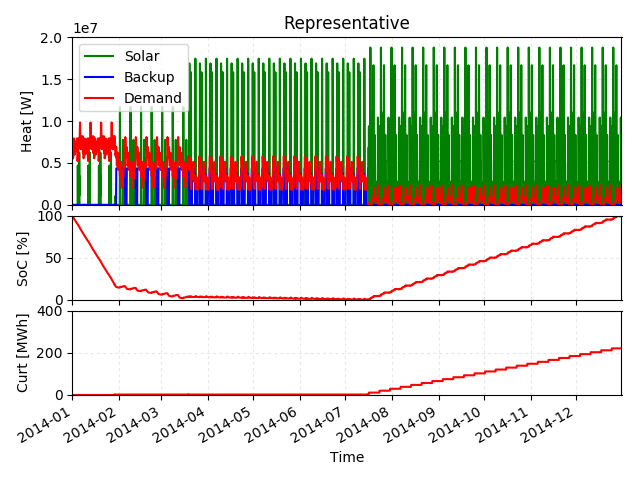 Representative
1e7
2.0
1.5
1.0
0.5
0.0
Heat [W]
Solar
Backup
Demand
100
50
0
SoC [%]
400
200
0
Curt [MWh]
2014-01
2014-02
2014-03
2014-04
2014-05
2014-06
2014-07
2014-08
2014-09
2014-10
2014-11
2014-12
Time